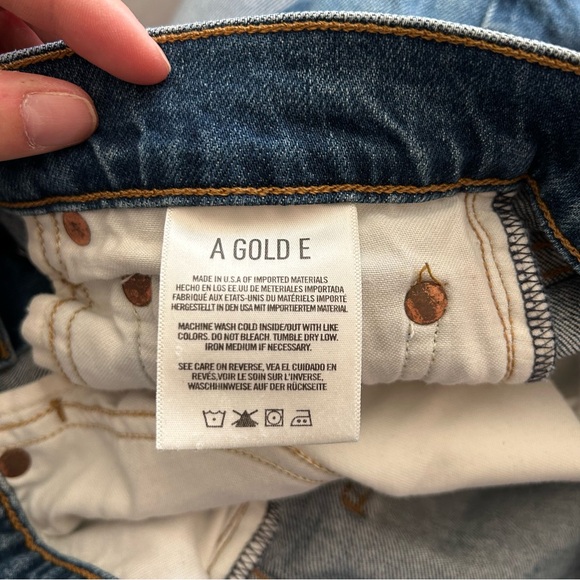 A GOLD E
MADE IN U.S.A OF IMPORTED MATERIALS
HECHO EN LOS EE.UU DE METERIALES IMPORTADA
FABRIQUÉ AUX ETATS-UNIS DU MATÉRIELS IMPORTÉ
HERGESTELLT IN DEN USA MIT IMPORTIERTEM MATERIAL
MACHINE WASH COLD INSIDE/OUT WITH LIKE
COLORS. DO NOT BLEACH. TUMBLE DRY LOW.
IRON MEDIUM IF NECESSARY.
SEE CARE ON REVERSE, VEA EL CUIDADO EN
REVÉS,VOIR LE SOIN SUR L'INVERSE,
WASCHHINWEISE AUF DER RÜCKSEITE